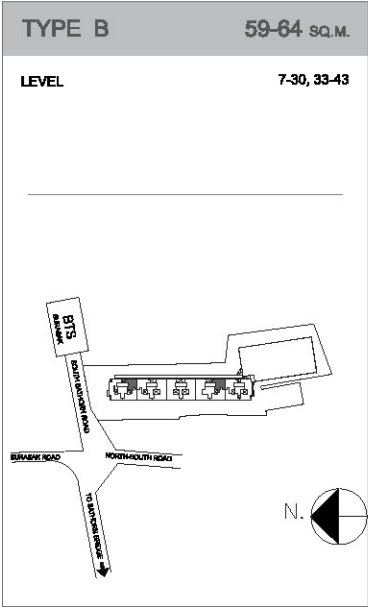 TYPE B
59-64 SQ.M.
LEVEL
7-30, 33-43
BTS
SURASAK
SOUTH SATHORN ROAD
SURASAK ROAD
NORTH-SOUTH ROAD
TO SATHORN BRIDGE
N.